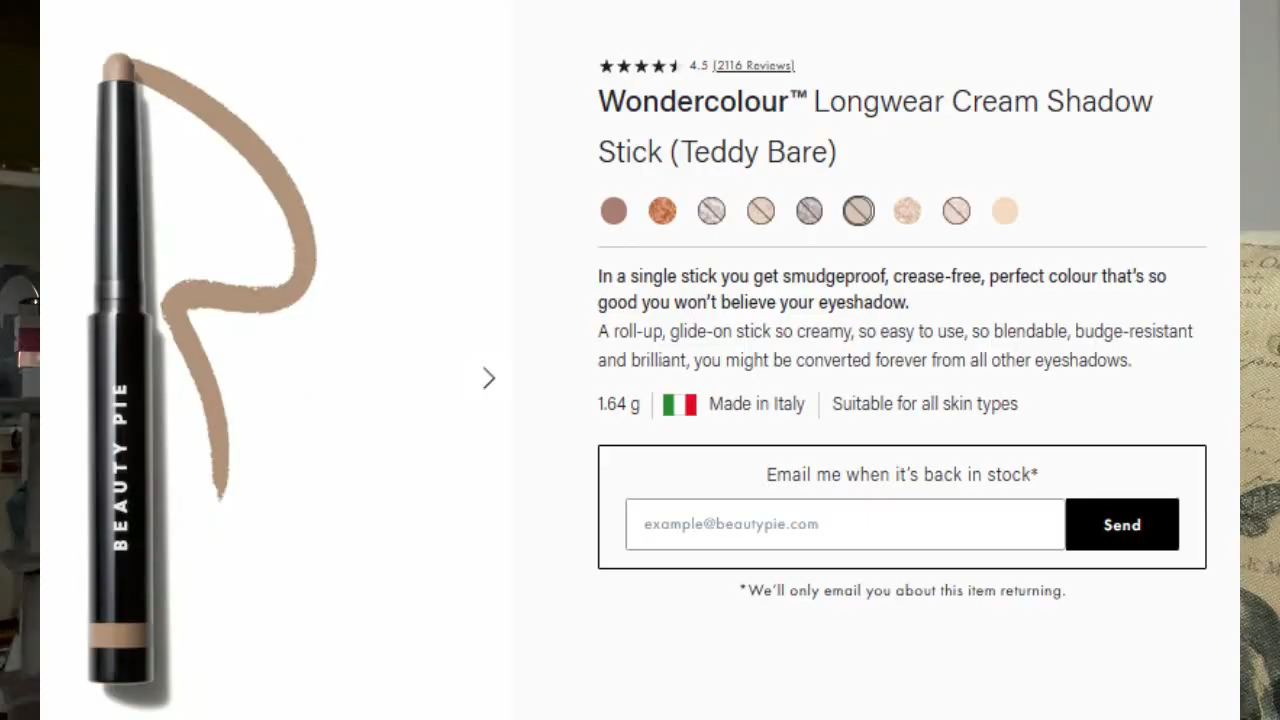 BEAUTY PIE
4.5 (2116 Reviews)
Wondercolour™ Longwear Cream Shadow
Stick (Teddy Bare)
In a single stick you get smudgeproof, crease-free, perfect colour that's so
good you won't believe your eyeshadow.
A roll-up, glide-on stick so creamy, so easy to use, so blendable, budge-resistant
and brilliant, you might be converted forever from all other eyeshadows.
1.64 g
Made in Italy
Suitable for all skin types
Email me when it's back in stock*
example@beautypie.com
Send
*We'll only email you about this item returning.